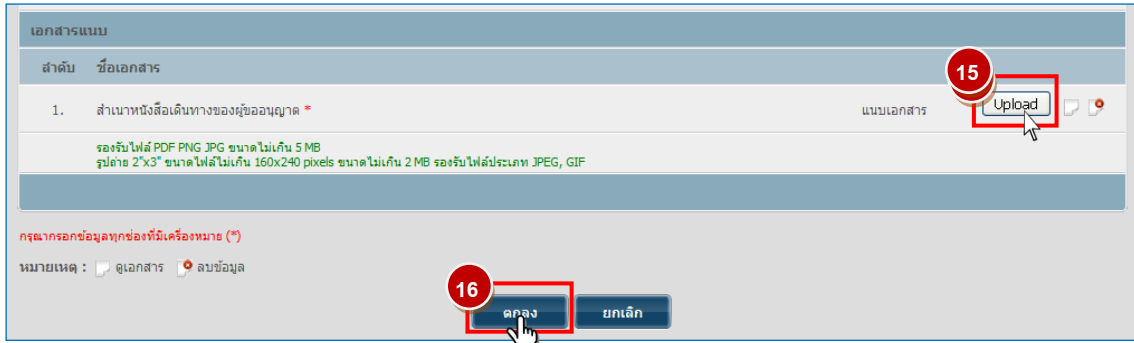 เอกสารแนบ
ลำดับ ชื่อเอกสาร
15
1. สำเนาหนังสือเดินทางของผู้ขออนุญาต * แนบเอกสาร Upload
รองรับไฟล์ PDF PNG JPG ขนาดไม่เกิน 5 MB
รูปถ่าย 2"x3" ขนาดไฟล์ไม่เกิน 160x240 pixels ขนาดไม่เกิน 2 MB รองรับไฟล์ประเภท JPEG, GIF
กรุณากรอกข้อมูลทุกช่องที่มีเครื่องหมาย (*)
หมายเหตุ : ดูเอกสาร ลบข้อมูล
16
ตกลง ยกเลิก